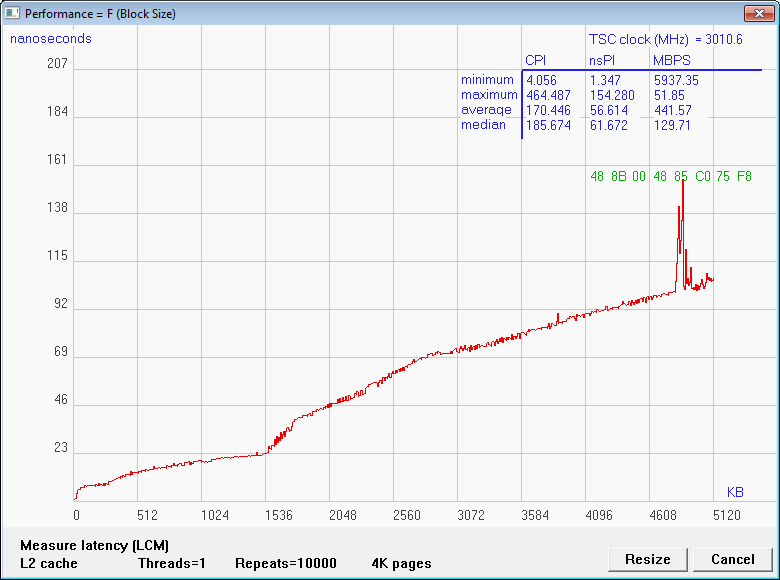 Performance = F (Block Size)
nanoseconds
TSC clock (MHz) = 3010.6
CPI nsPI MBPS
minimum 4.056 1.347 5937.35
maximum 464.487 154.280 51.85
average 170.446 56.614 441.57
median 185.674 61.672 129.71
48 8B 00 48 85 C0 75 F8
207
184
161
138
115
92
69
46
23
KB
0 512 1024 1536 2048 2560 3072 3584 4096 4608 5120
Measure latency (LCM)
L2 cache Threads=1 Repeats=10000 4K pages
Resize Cancel